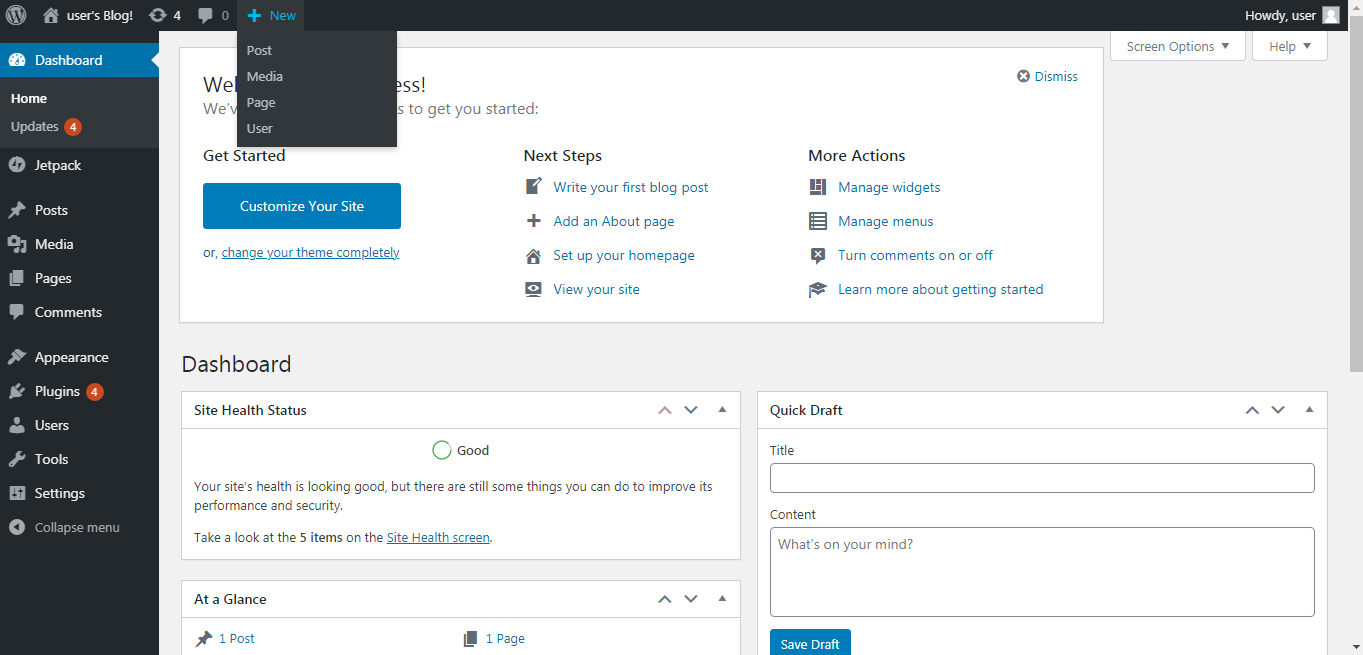 user's Blog! 4 0 New Howdy, user
Post
Media
Page
User
Dashboard
Home
Updates 4
Jetpack
Posts
Media
Pages
Comments
Appearance
Plugins 4
Users
Tools
Settings
Collapse menu
Screen Options Help
ess!
Dismiss
We'v s to get you started:
Get Started
Customize Your Site
or, change your theme completely
Next Steps
Write your first blog post
Add an About page
Set up your homepage
View your site
More Actions
Manage widgets
Manage menus
Turn comments on or off
Learn more about getting started
Dashboard
Site Health Status
Good
Your site's health is looking good, but there are still some things you can do to improve its
performance and security.
Take a look at the 5 items on the Site Health screen.
At a Glance
1 Post 1 Page
Quick Draft
Title
Content
What's on your mind?
Save Draft